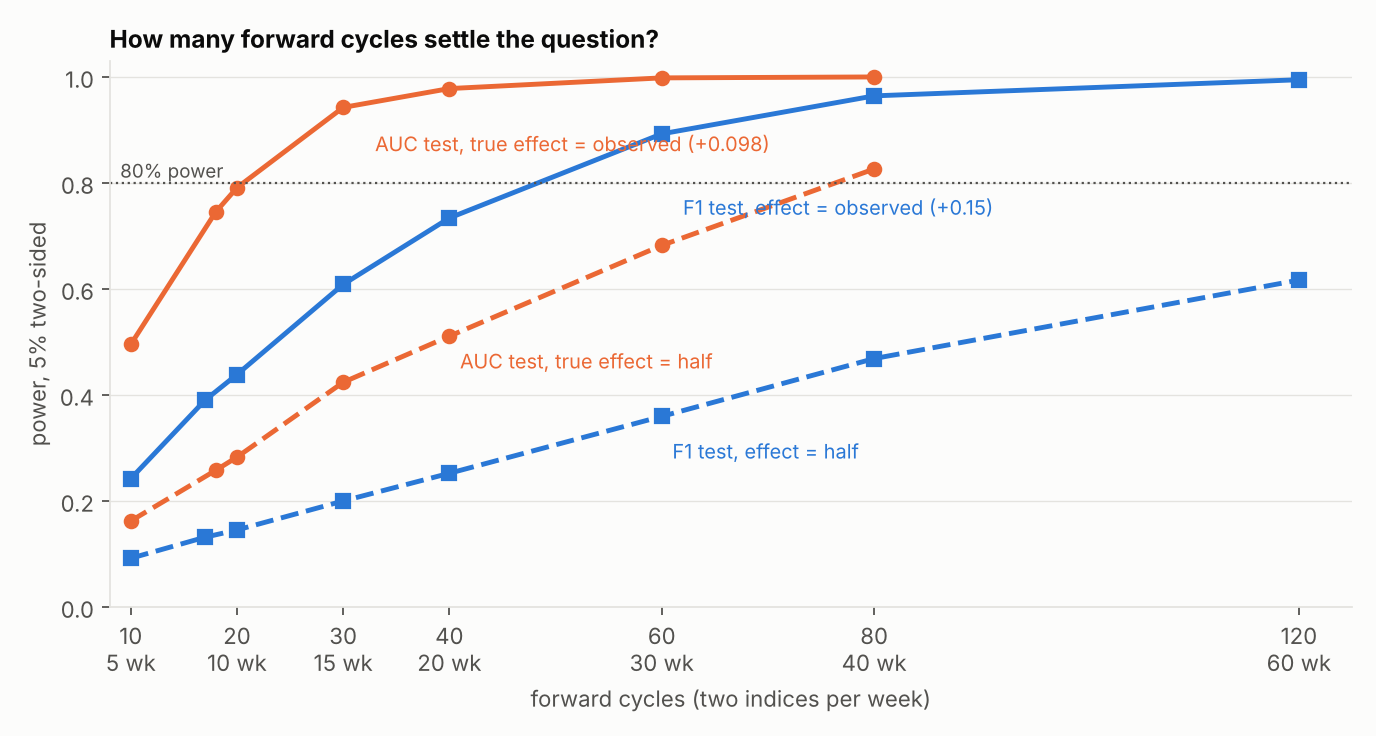 How many forward cycles settle the question?
1.0
AUC test, true effect = observed (+0.098)
80% power
0.8
F1 test, effect = observed (+0.15)
power, 5% two-sided
0.6
AUC test, true effect = half
0.4
F1 test, effect = half
0.2
0.0
10 20 30 40 60 80 120
5 wk 10 wk 15 wk 20 wk 30 wk 40 wk 60 wk
forward cycles (two indices per week)